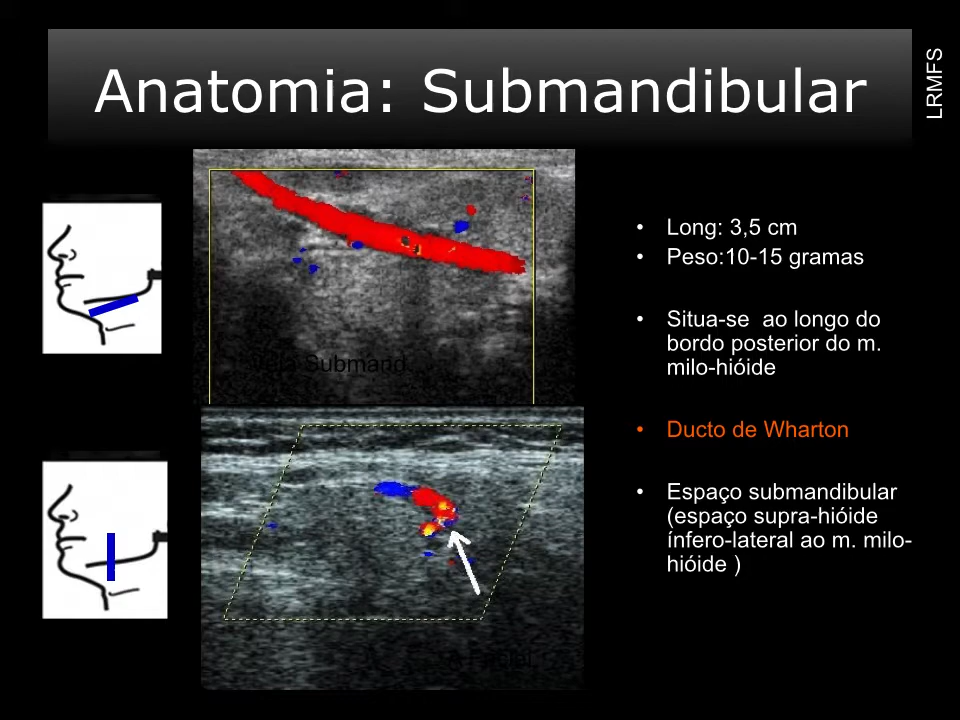 Anatomia: Submandibular
LRMFS
Long: 3,5 cm
Peso:10-15 gramas
Situa-se ao longo do
bordo posterior do m.
milo-hióide
Ducto de Wharton
Espaço submandibular
(espaço supra-hióide
ínfero-lateral ao m. milo-
hióide )
Veia Submand.